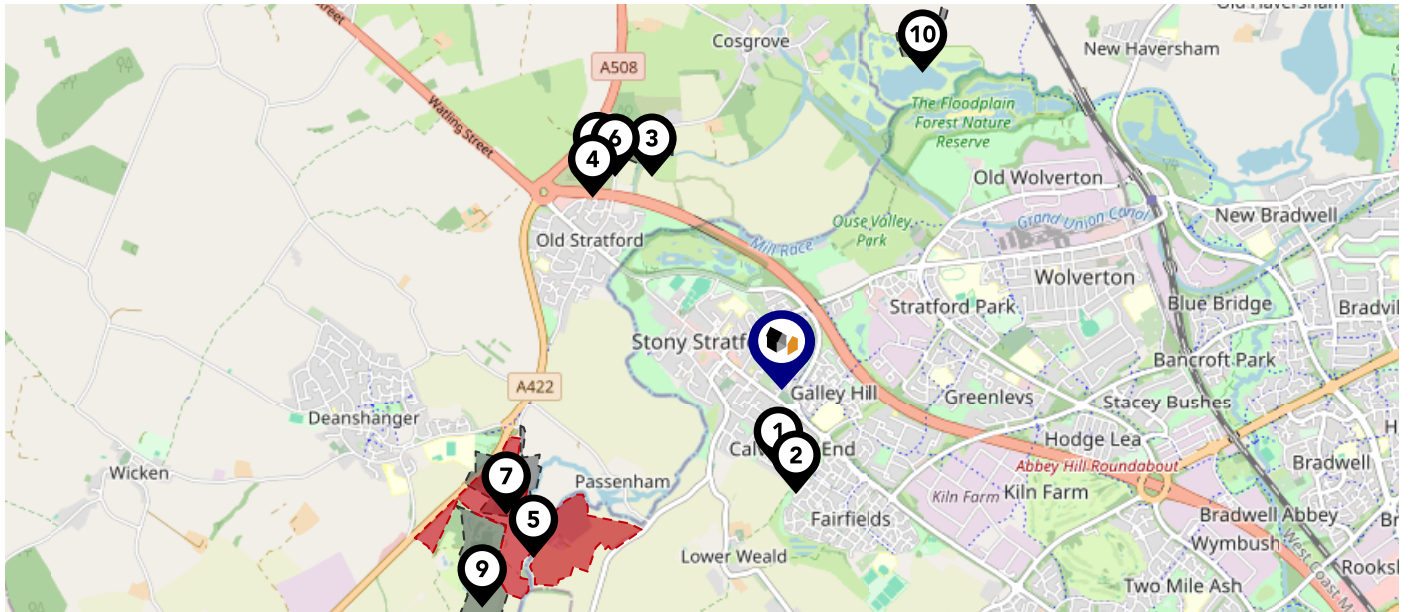 Street
Cosgrove
10
Old Haversham
New Haversham
A508
Watling Street
6
3
4
The Floodplain
Forest Nature
Reserve
Old Wolverton
Grand Union Canal
New Bradwell
Ouse Valley
Park
Mill Race
Old Stratford
Wolverton
Stratford Park
Blue Bridge
Bradvil
Stony Stratf
Bancroft Park
A422
Galley Hill
Greenleys
Stacey Bushes
Deanshanger
1
Cal
End
2
Hodge Lea
H
Abbey Hill Roundabout
Bradwell
Wicken
7
Passenham
Kiln Farm
Kiln Farm
5
Fairfields
Bradwell Abbey
Br
Wymbush
West Coast M
Lower Weald
9
Rooksl
Two Mile Ash